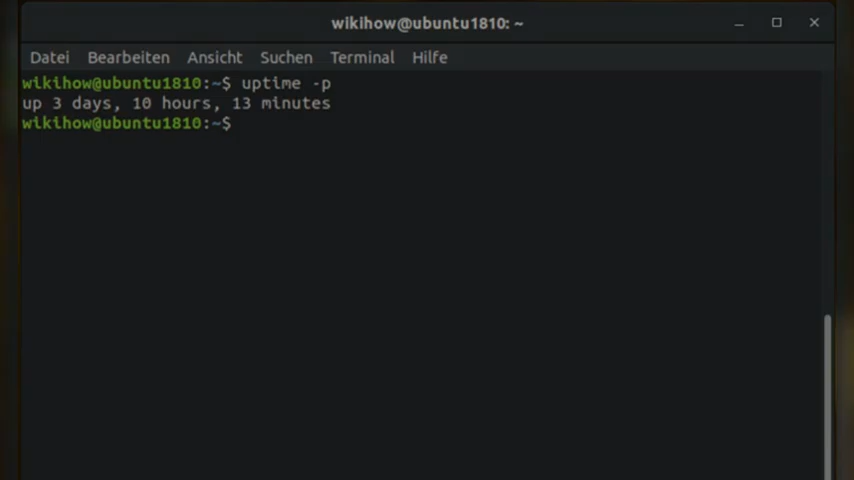 wikihow@ubuntu1810: ~
Datei Bearbeiten Ansicht Suchen Terminal Hilfe
wikihow@ubuntu1810:~$ uptime -p
up 3 days, 10 hours, 13 minutes
wikihow@ubuntu1810:~$